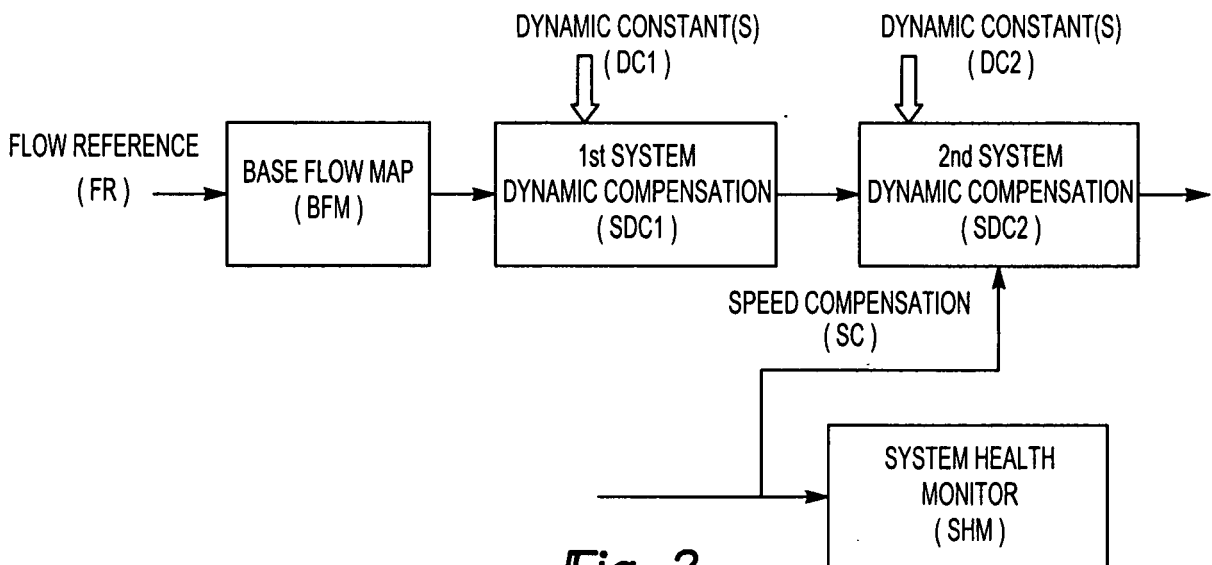 DYNAMIC CONSTANT(S)
( DC1 )
DYNAMIC CONSTANT(S)
( DC2 )
FLOW REFERENCE
( FR )
BASE FLOW MAP
( BFM )
1st SYSTEM
DYNAMIC COMPENSATION
( SDC1 )
2nd SYSTEM
DYNAMIC COMPENSATION
( SDC2 )
SPEED COMPENSATION
( SC )
SYSTEM HEALTH
MONITOR
( SHM )